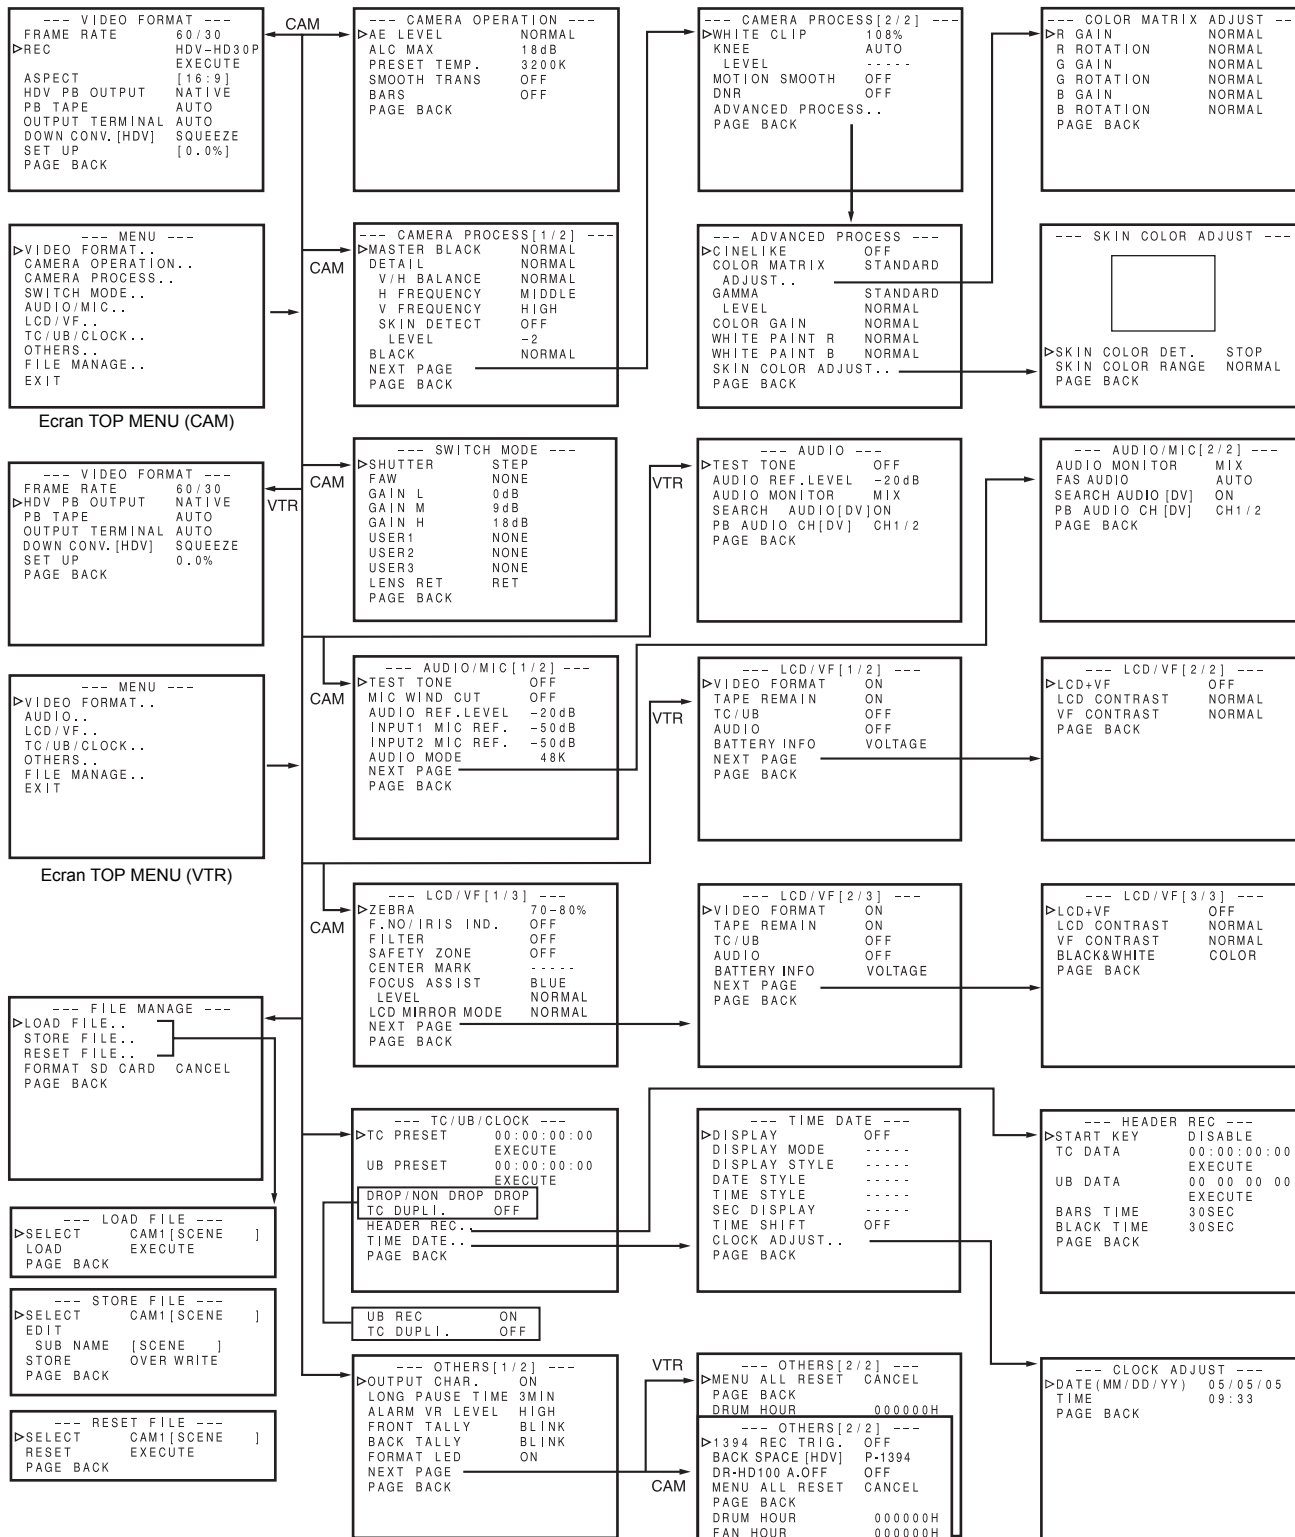 --- VIDEO FORMAT ---
FRAME RATE 60/30
▷REC HDV–HD30P
EXECUTE
ASPECT [16:9]
HDV PB OUTPUT NATIVE
PB TAPE AUTO
OUTPUT TERMINAL AUTO
DOWN CONV.[HDV] SQUEEZE
SET UP [0.0%]
PAGE BACK
CAM
--- CAMERA OPERATION ---
▷AE LEVEL NORMAL
ALC MAX 18dB
PRESET TEMP. 3200K
SMOOTH TRANS OFF
BARS OFF
PAGE BACK
--- CAMERA PROCESS[2/2] ---
▷WHITE CLIP 108%
KNEE AUTO
LEVEL -----
MOTION SMOOTH OFF
DNR OFF
ADVANCED PROCESS..
PAGE BACK
--- COLOR MATRIX ADJUST --
▷R GAIN NORMAL
R ROTATION NORMAL
G GAIN NORMAL
G ROTATION NORMAL
B GAIN NORMAL
B ROTATION NORMAL
PAGE BACK
--- MENU ---
▷VIDEO FORMAT..
CAMERA OPERATION..
CAMERA PROCESS..
SWITCH MODE..
AUDIO/MIC..
LCD/VF..
TC/UB/CLOCK..
OTHERS..
FILE MANAGE..
EXIT
Ecran TOP MENU (CAM)
CAM
--- CAMERA PROCESS[1/2] ---
▷MASTER BLACK NORMAL
DETAIL NORMAL
V/H BALANCE NORMAL
H FREQUENCY MIDDLE
V FREQUENCY HIGH
SKIN DETECT OFF
LEVEL –2
BLACK NORMAL
NEXT PAGE
PAGE BACK
--- ADVANCED PROCESS ---
▷CINELIKE OFF
COLOR MATRIX STANDARD
ADJUST..
GAMMA STANDARD
LEVEL NORMAL
COLOR GAIN NORMAL
WHITE PAINT R NORMAL
WHITE PAINT B NORMAL
SKIN COLOR ADJUST..
PAGE BACK
--- SKIN COLOR ADJUST ---
▷SKIN COLOR DET. STOP
SKIN COLOR RANGE NORMAL
PAGE BACK
--- VIDEO FORMAT ---
FRAME RATE 60/30
▷HDV PB OUTPUT NATIVE
PB TAPE AUTO
OUTPUT TERMINAL AUTO
DOWN CONV.[HDV] SQUEEZE
SET UP 0.0%
PAGE BACK
VTR
CAM
--- SWITCH MODE ---
▷SHUTTER STEP
FAW NONE
GAIN L 0dB
GAIN M 9dB
GAIN H 18dB
USER1 NONE
USER2 NONE
USER3 NONE
LENS RET RET
PAGE BACK
VTR
--- AUDIO ---
▷TEST TONE OFF
AUDIO REF.LEVEL –20dB
AUDIO MONITOR MIX
SEARCH AUDIO[DV]ON
PB AUDIO CH[DV] CH1/2
PAGE BACK
--- AUDIO/MIC[2/2] ---
AUDIO MONITOR MIX
FAS AUDIO AUTO
SEARCH AUDIO [DV] ON
PB AUDIO CH [DV] CH1/2
PAGE BACK
--- MENU ---
▷VIDEO FORMAT..
AUDIO..
LCD/VF..
TC/UB/CLOCK..
OTHERS..
FILE MANAGE..
EXIT
Ecran TOP MENU (VTR)
CAM
--- AUDIO/MIC[1/2] ---
▷TEST TONE OFF
MIC WIND CUT OFF
AUDIO REF.LEVEL –20dB
INPUT1 MIC REF. –50dB
INPUT2 MIC REF. –50dB
AUDIO MODE 48K
NEXT PAGE
PAGE BACK
VTR
--- LCD/VF[1/2] ---
▷VIDEO FORMAT ON
TAPE REMAIN ON
TC/UB OFF
AUDIO OFF
BATTERY INFO VOLTAGE
NEXT PAGE
PAGE BACK
--- LCD/VF[2/2] ---
▷LCD+VF OFF
LCD CONTRAST NORMAL
VF CONTRAST NORMAL
PAGE BACK
CAM
--- LCD/VF[1/3] ---
▷ZEBRA 70–80%
F.NO/IRIS IND. OFF
FILTER OFF
SAFETY ZONE OFF
CENTER MARK -----
FOCUS ASSIST BLUE
LEVEL NORMAL
LCD MIRROR MODE NORMAL
NEXT PAGE
PAGE BACK
--- LCD/VF[2/3] ---
▷VIDEO FORMAT ON
TAPE REMAIN ON
TC/UB OFF
AUDIO OFF
BATTERY INFO VOLTAGE
NEXT PAGE
PAGE BACK
--- LCD/VF[3/3] ---
▷LCD+VF OFF
LCD CONTRAST NORMAL
VF CONTRAST NORMAL
BLACK&WHITE COLOR
PAGE BACK
--- FILE MANAGE ---
▷LOAD FILE..
STORE FILE..
RESET FILE..
FORMAT SD CARD CANCEL
PAGE BACK
--- TC/UB/CLOCK ---
▷TC PRESET 00:00:00:00
EXECUTE
UB PRESET 00:00:00:00
EXECUTE
DROP/NON DROP DROP
TC DUPLI. OFF
HEADER REC..
TIME DATE..
PAGE BACK
--- TIME DATE ---
▷DISPLAY OFF
DISPLAY MODE -----
DISPLAY STYLE -----
DATE STYLE -----
TIME STYLE -----
SEC DISPLAY -----
TIME SHIFT OFF
CLOCK ADJUST..
PAGE BACK
--- HEADER REC ---
▷START KEY DISABLE
TC DATA 00:00:00:00
EXECUTE
UB DATA 00 00 00 00
EXECUTE
BARS TIME 30SEC
BLACK TIME 30SEC
PAGE BACK
--- LOAD FILE ---
▷SELECT CAM1[SCENE ]
LOAD EXECUTE
PAGE BACK
--- STORE FILE ---
▷SELECT CAM1[SCENE ]
EDIT
SUB NAME [SCENE ]
STORE OVER WRITE
PAGE BACK
--- RESET FILE ---
▷SELECT CAM1[SCENE ]
RESET EXECUTE
PAGE BACK
UB REC ON
TC DUPLI. OFF
--- OTHERS[1/2] ---
▷OUTPUT CHAR. ON
LONG PAUSE TIME 3MIN
ALARM VR LEVEL HIGH
FRONT TALLY BLINK
BACK TALLY BLINK
FORMAT LED ON
NEXT PAGE
PAGE BACK
VTR
--- OTHERS[2/2] ---
▷MENU ALL RESET CANCEL
PAGE BACK
DRUM HOUR 000000H
CAM
--- OTHERS[2/2] ---
▷1394 REC TRIG. OFF
BACK SPACE [HDV] P-1394
DR-HD100 A.OFF OFF
MENU ALL RESET CANCEL
PAGE BACK
DRUM HOUR 000000H
FAN HOUR 000000H
--- CLOCK ADJUST ---
▷DATE(MM/DD/YY) 05/05/05
TIME 09:33
PAGE BACK